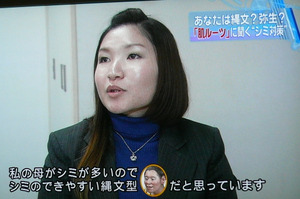 あなたは縄文?弥生?
「肌ルーツ」に聞く"シミ対策"
私の母がシミが多いので
シミのできやすい縄文型
だと思っています